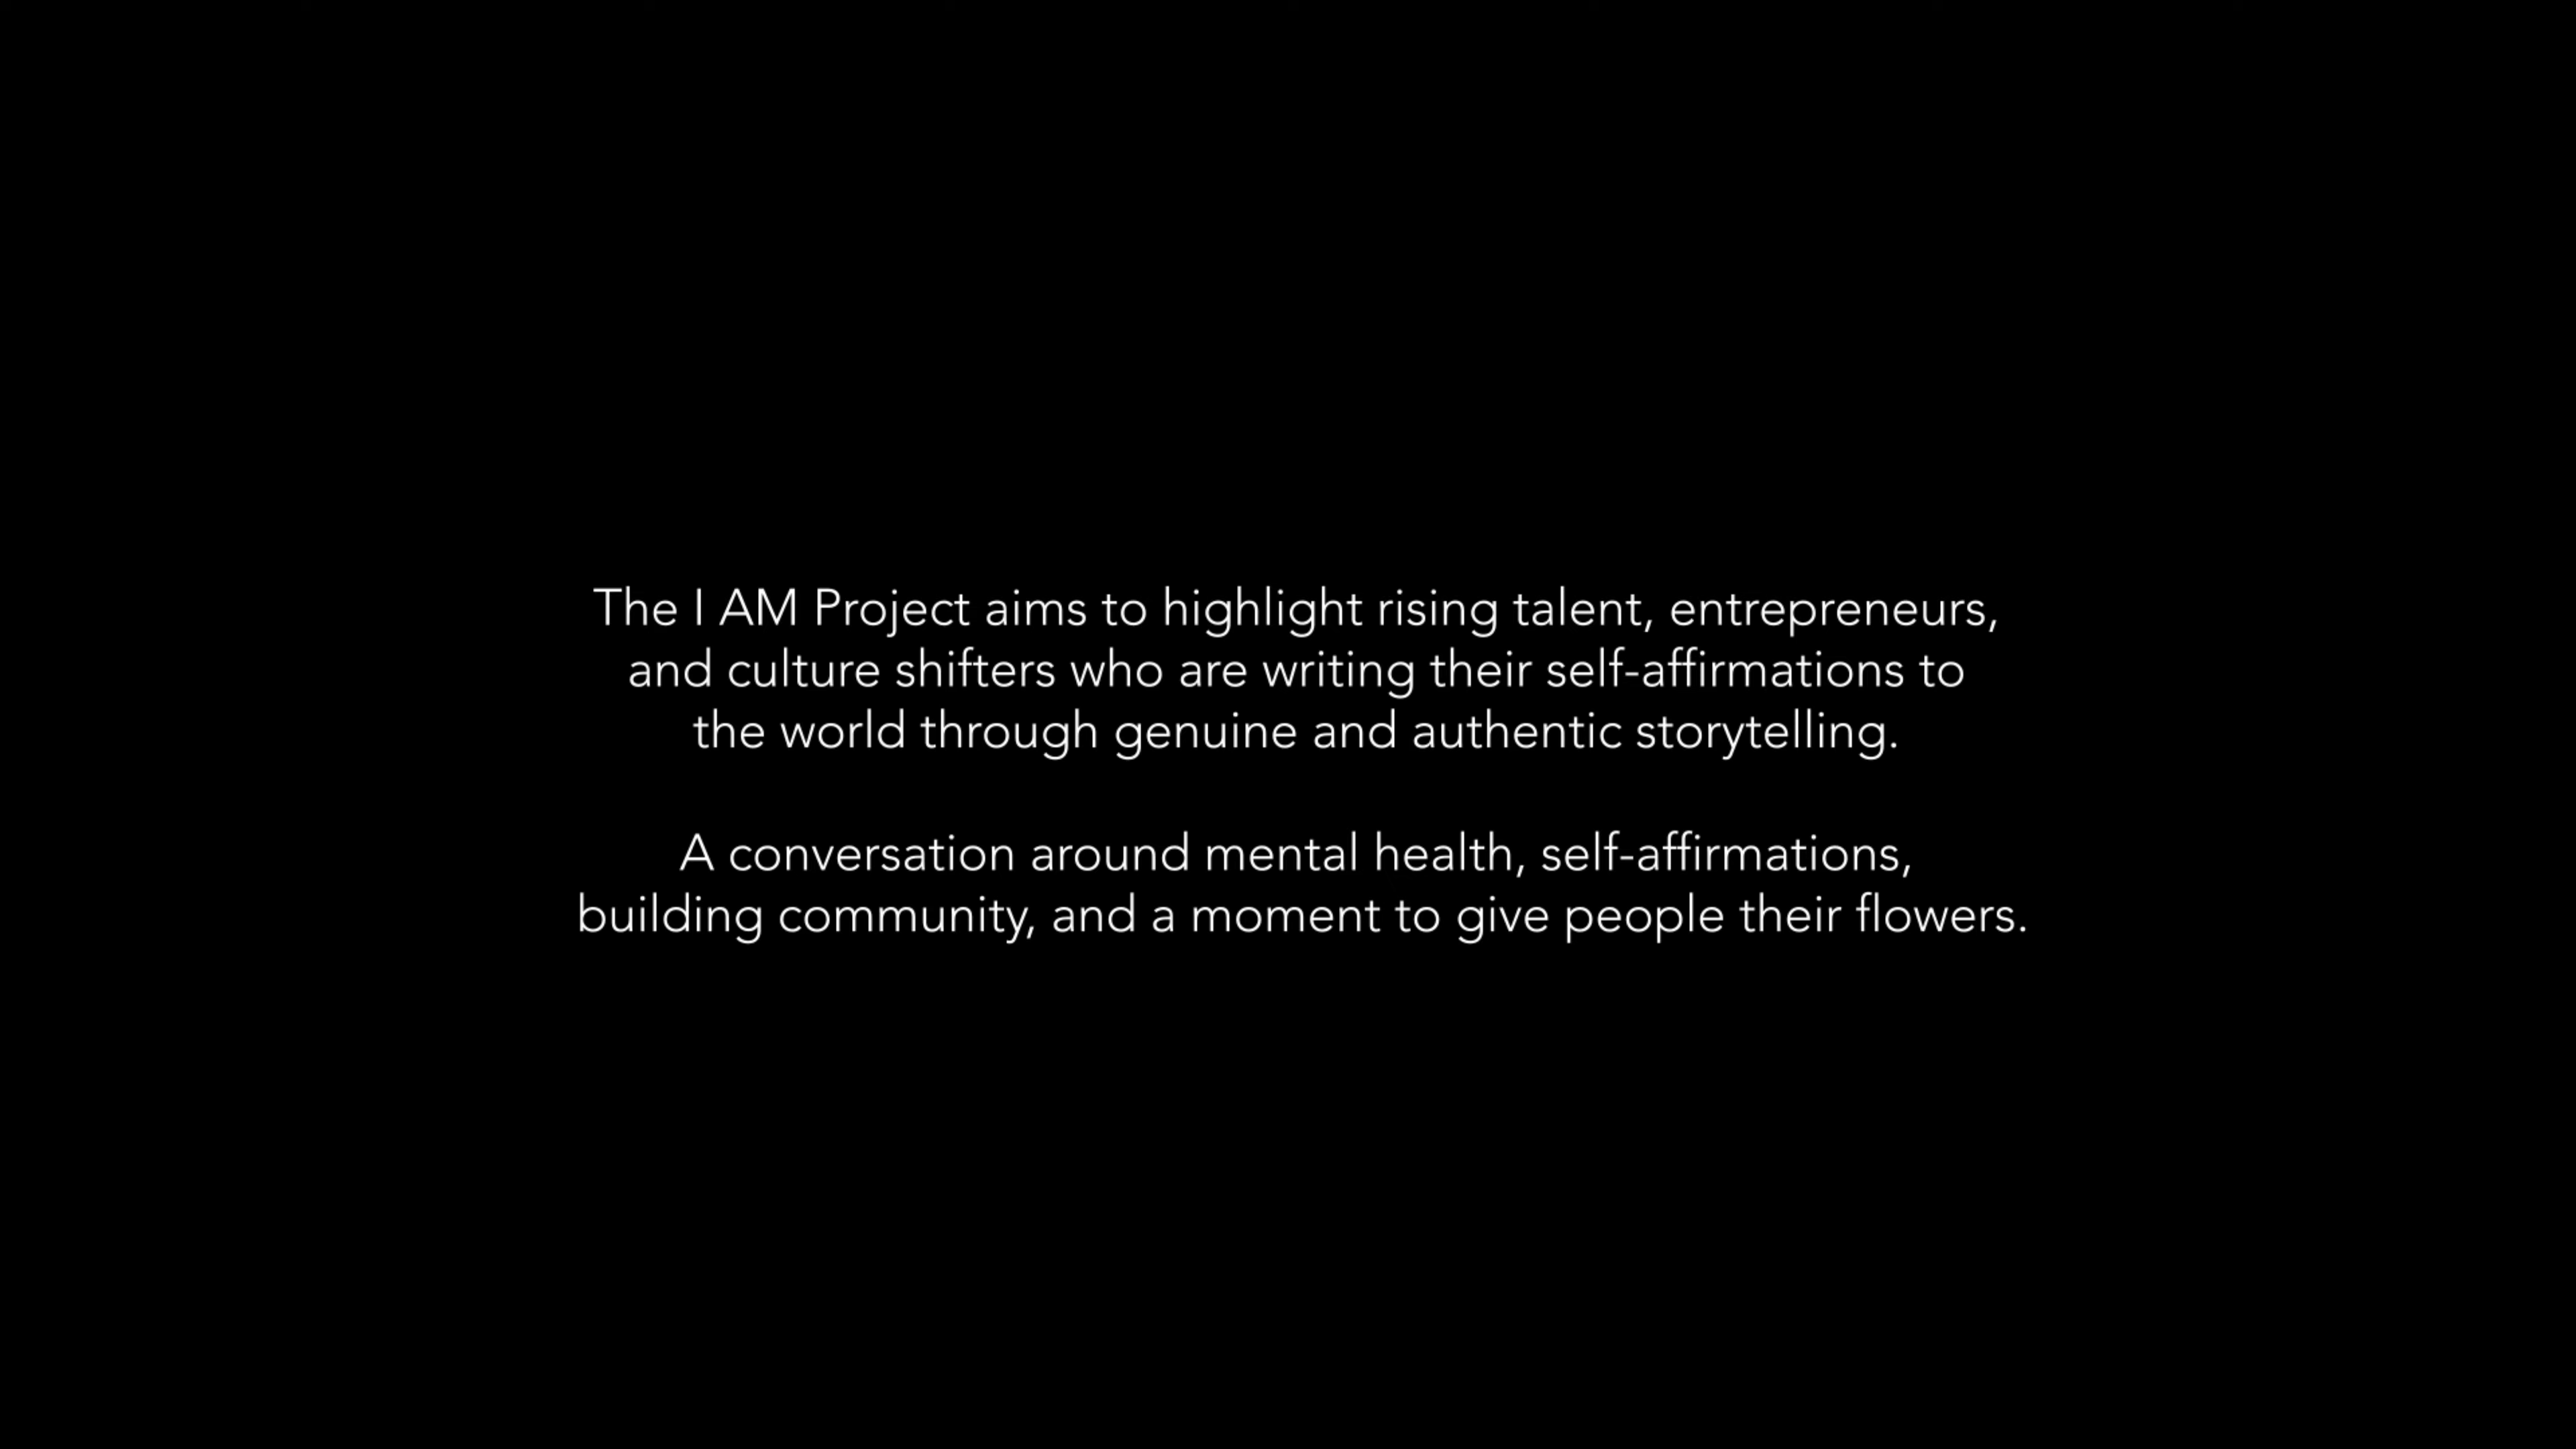 The I AM Project aims to highlight rising talent, entrepreneurs,
and culture shifters who are writing their self-affirmations to
the world through genuine and authentic storytelling.
A conversation around mental health, self-affirmations,
building community, and a moment to give people their flowers.